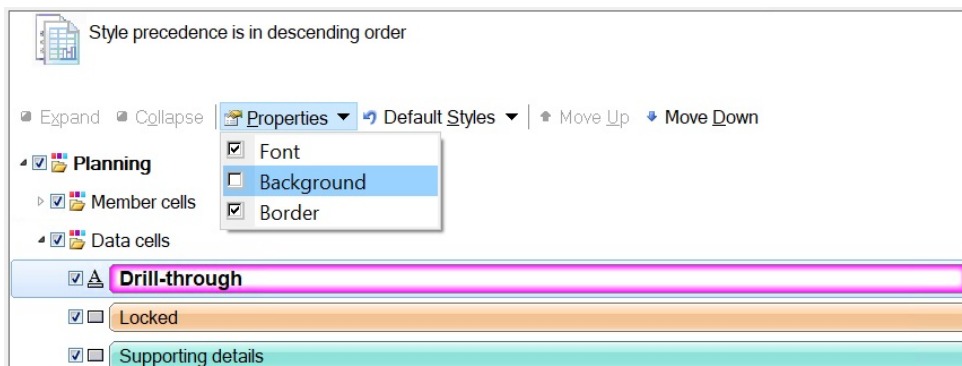 Style precedence is in descending order
Expand Collapse Properties Default Styles Move Up Move Down
Font
Planning
Background
Member cells
Border
Data cells
Drill-through
Locked
Supporting details